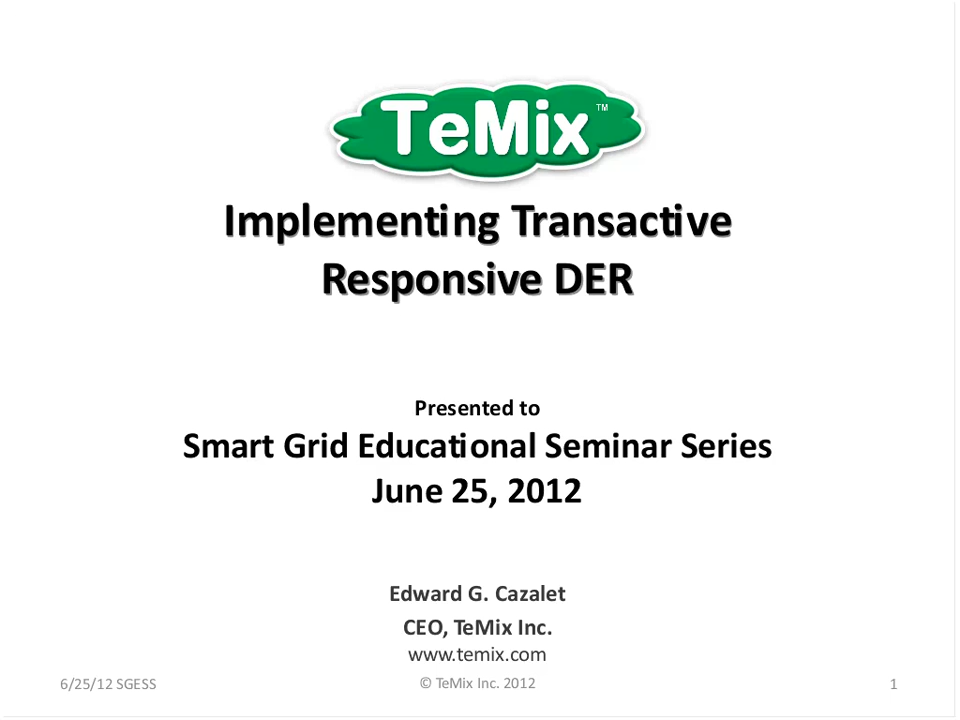 TeMix™
Implementing Transactive
Responsive DER
Presented to
Smart Grid Educational Seminar Series
June 25, 2012
Edward G. Cazalet
CEO, TeMix Inc.
www.temix.com
6/25/12 SGESS
© TeMix Inc. 2012
1